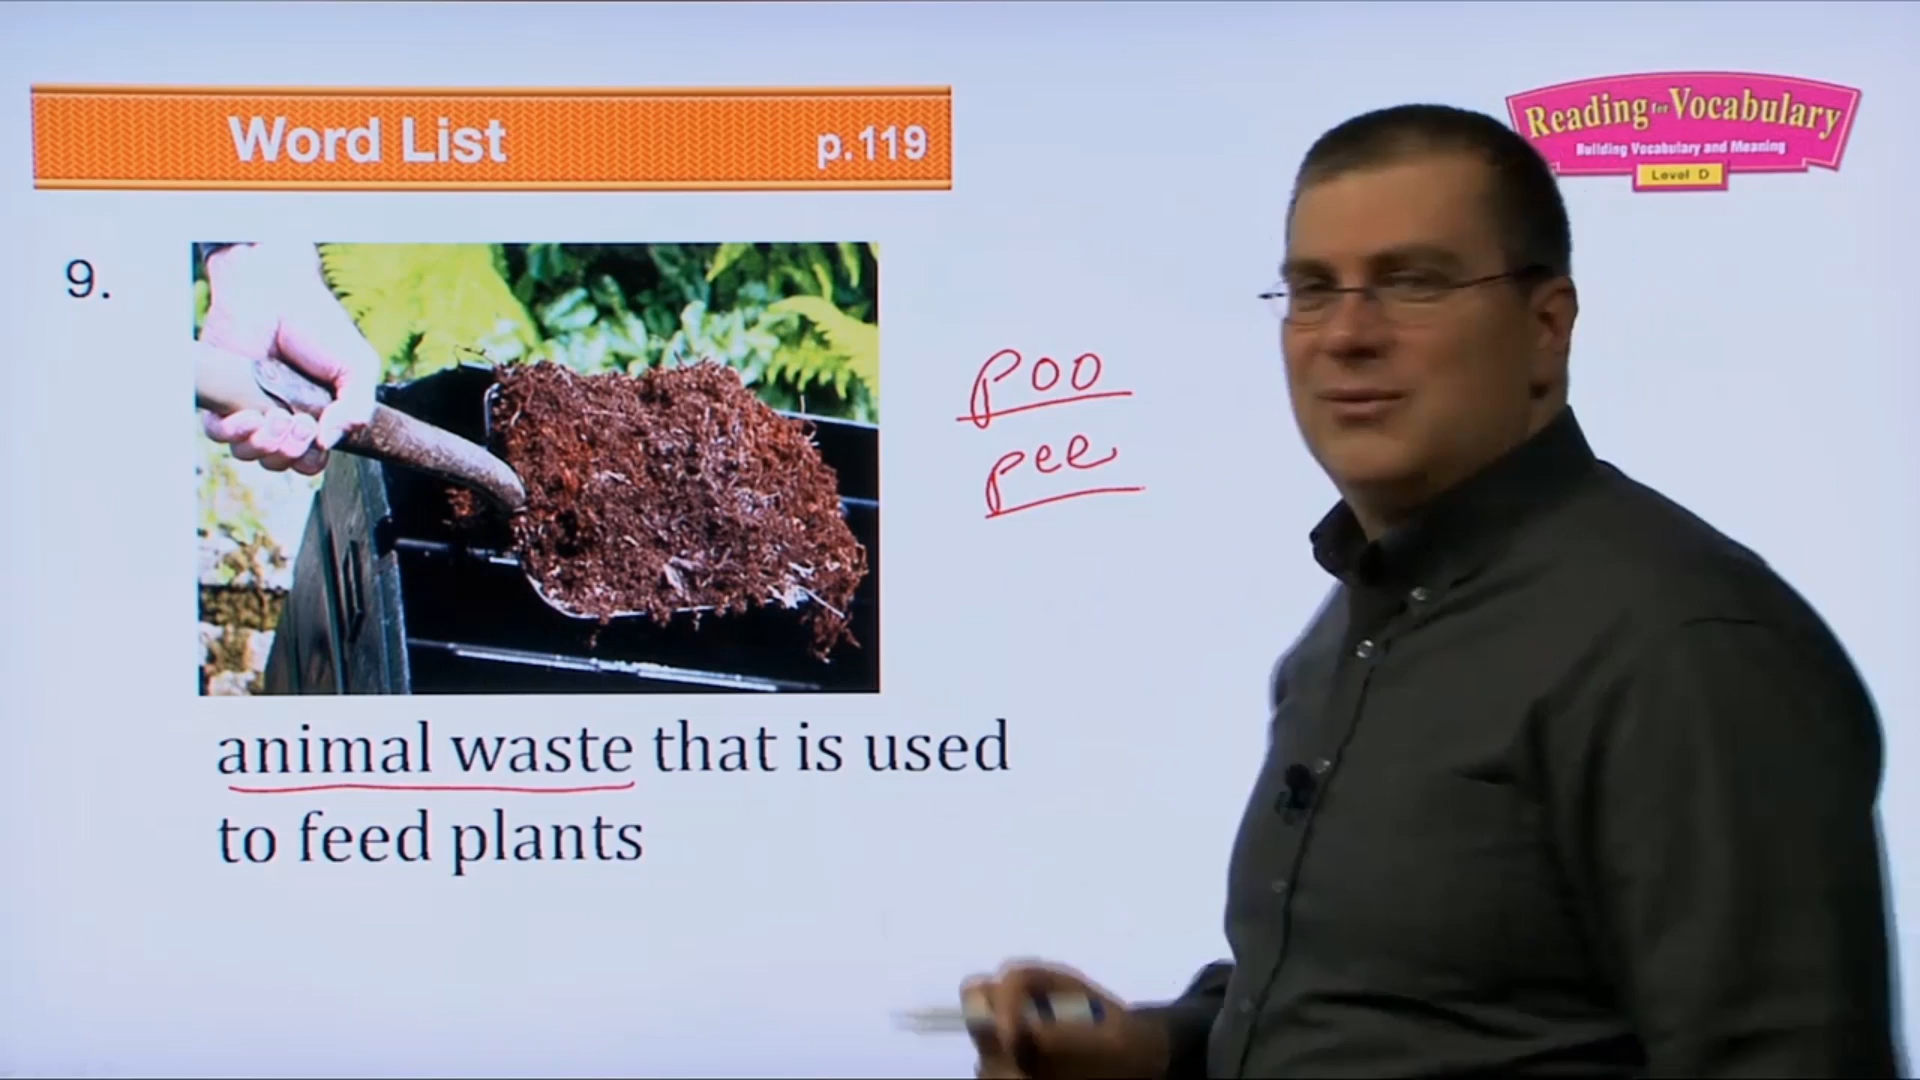 Word List p.119
Reading for Vocabulary
Building Vocabulary and Meaning
Level D
9.
poo
pee
animal waste that is used
to feed plants